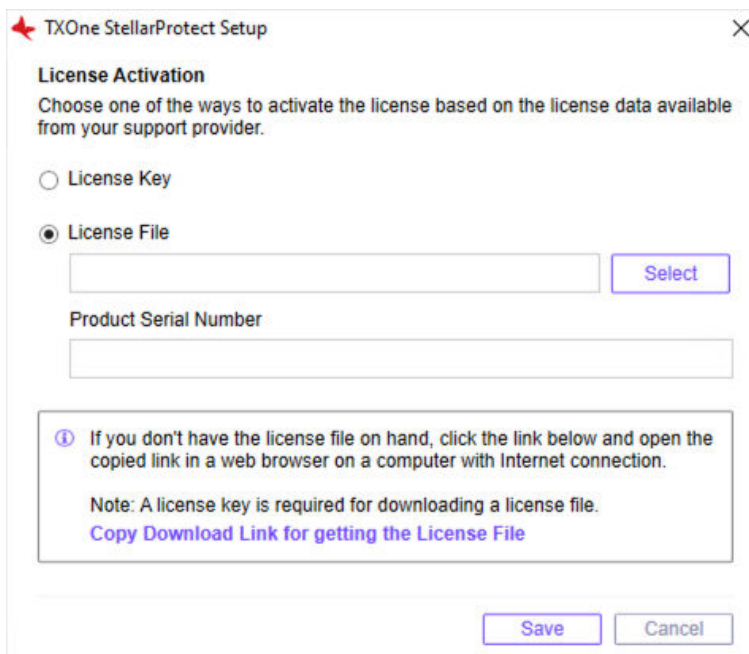 TXOne StellarProtect Setup
License Activation
Choose one of the ways to activate the license based on the license data available
from your support provider.
License Key
License File
Select
Product Serial Number
If you don't have the license file on hand, click the link below and open the
copied link in a web browser on a computer with Internet connection.
Note: A license key is required for downloading a license file.
Copy Download Link for getting the License File
Save
Cancel